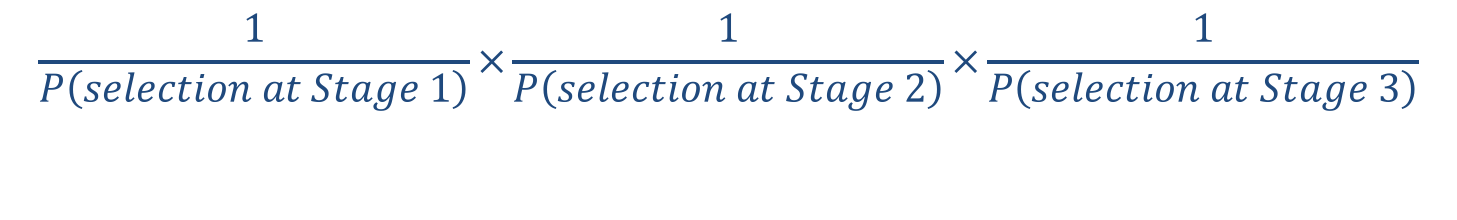 1 1 1
× ×
P(selection at Stage 1) P(selection at Stage 2) P(selection at Stage 3)